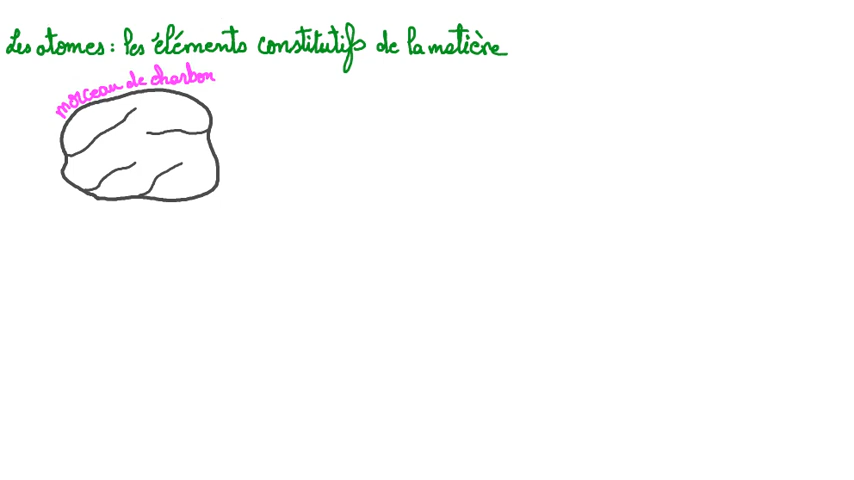 Les atomes : les éléments constitutifs de la matière
morceau de charbon